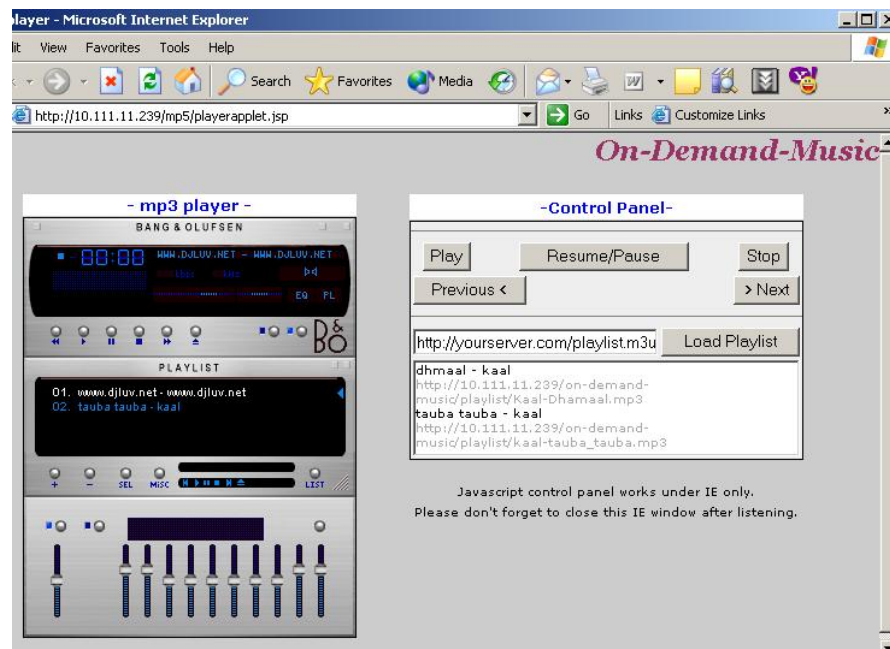 layer - Microsoft Internet Explorer
lit View Favorites Tools Help
Search Favorites Media
http://10.111.11.239/mp5/playerapplet.jsp Go Links Customize Links »
On-Demand-Music
- mp3 player -
BANG & OLUFSEN
00:00 WWW.DJLUV.NET - WWW.DJLUV.NET
EQ PL
B&O
PLAYLIST
01. www.djluv.net - www.djluv.net
02. tauba tauba - kaal
+ - SEL MiSC LIST
-Control Panel-
Play Resume/Pause Stop
Previous < > Next
http://yourserver.com/playlist.m3u Load Playlist
dhmaal - kaal
http://10.111.11.239/on-demand-
music/playlist/Kaal-Dhamaal.mp3
tauba tauba - kaal
http://10.111.11.239/on-demand-
music/playlist/kaal-tauba_tauba.mp3
Javascript control panel works under IE only.
Please don't forget to close this IE window after listening.